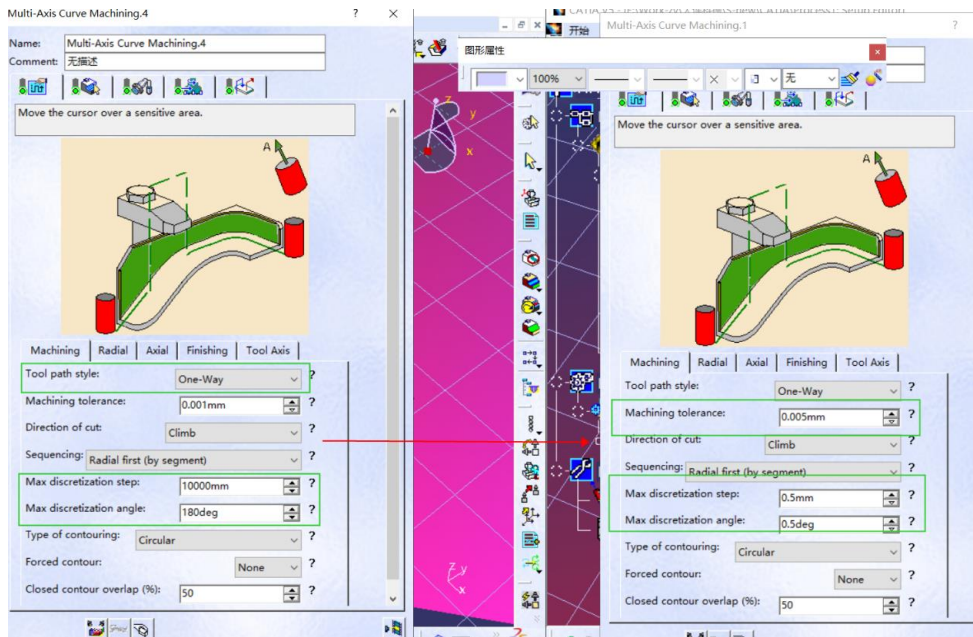 Multi-Axis Curve Machining.4
?
×
Name:
Multi-Axis Curve Machining.4
Comment:
无描述
Move the cursor over a sensitive area.
A
Machining
Radial
Axial
Finishing
Tool Axis
Tool path style:
One-Way
?
Machining tolerance:
0.001mm
?
Direction of cut:
Climb
?
Sequencing:
Radial first (by segment)
?
Max discretization step:
10000mm
?
Max discretization angle:
180deg
?
Type of contouring:
Circular
?
Forced contour:
None
?
Closed contour overlap (%):
50
?
z
y
x
Z
y
x
开始
图形属性
100%
无
Multi-Axis Curve Machining.1
?
Move the cursor over a sensitive area.
A
Machining
Radial
Axial
Finishing
Tool Axis
Tool path style:
One-Way
?
Machining tolerance:
0.005mm
?
Direction of cut:
Climb
?
Sequencing:
Radial first (by segment)
?
Max discretization step:
0.5mm
?
Max discretization angle:
0.5deg
?
Type of contouring:
Circular
?
Forced contour:
None
?
Closed contour overlap (%):
50
?